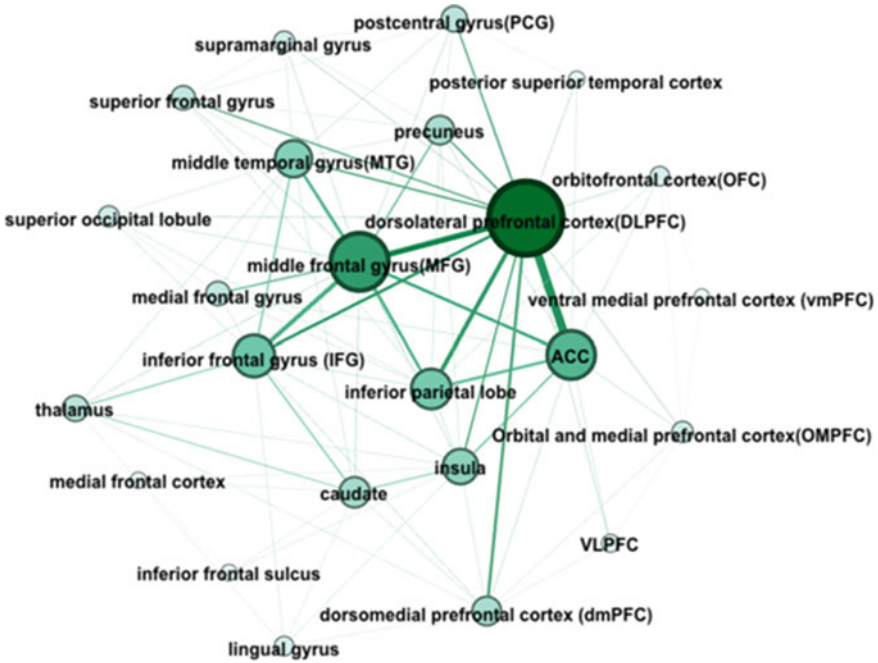 postcentral gyrus(PCG)
supramarginal gyrus
posterior superior temporal cortex
superior frontal gyrus
precuneus
middle temporal gyrus(MTG)
orbitofrontal cortex(OFC)
superior occipital lobule
dorsolateral prefrontal cortex(DLPFC)
middle frontal gyrus(MFG)
medial frontal gyrus
ventral medial prefrontal cortex (vmPFC)
inferior frontal gyrus (IFG)
ACC
inferior parietal lobe
thalamus
Orbital and medial prefrontal cortex(OMPFC)
insula
medial frontal cortex
caudate
VLPFC
inferior frontal sulcus
dorsomedial prefrontal cortex (dmPFC)
lingual gyrus